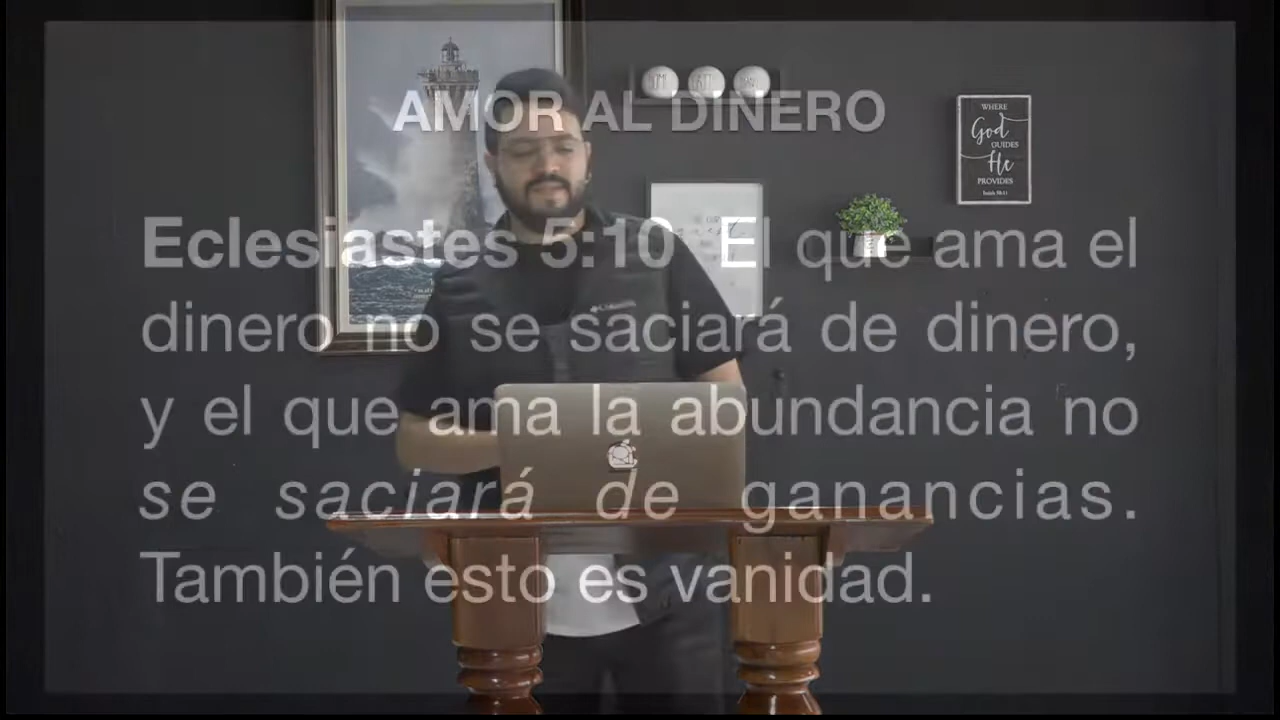 AMOR AL DINERO
WHERE
God
GUIDES
He
PROVIDES
Eclesiastes 5:10 El que ama el
dinero no se saciará de dinero,
y el que ama la abundancia no
se saciará de ganancias.
También esto es vanidad.